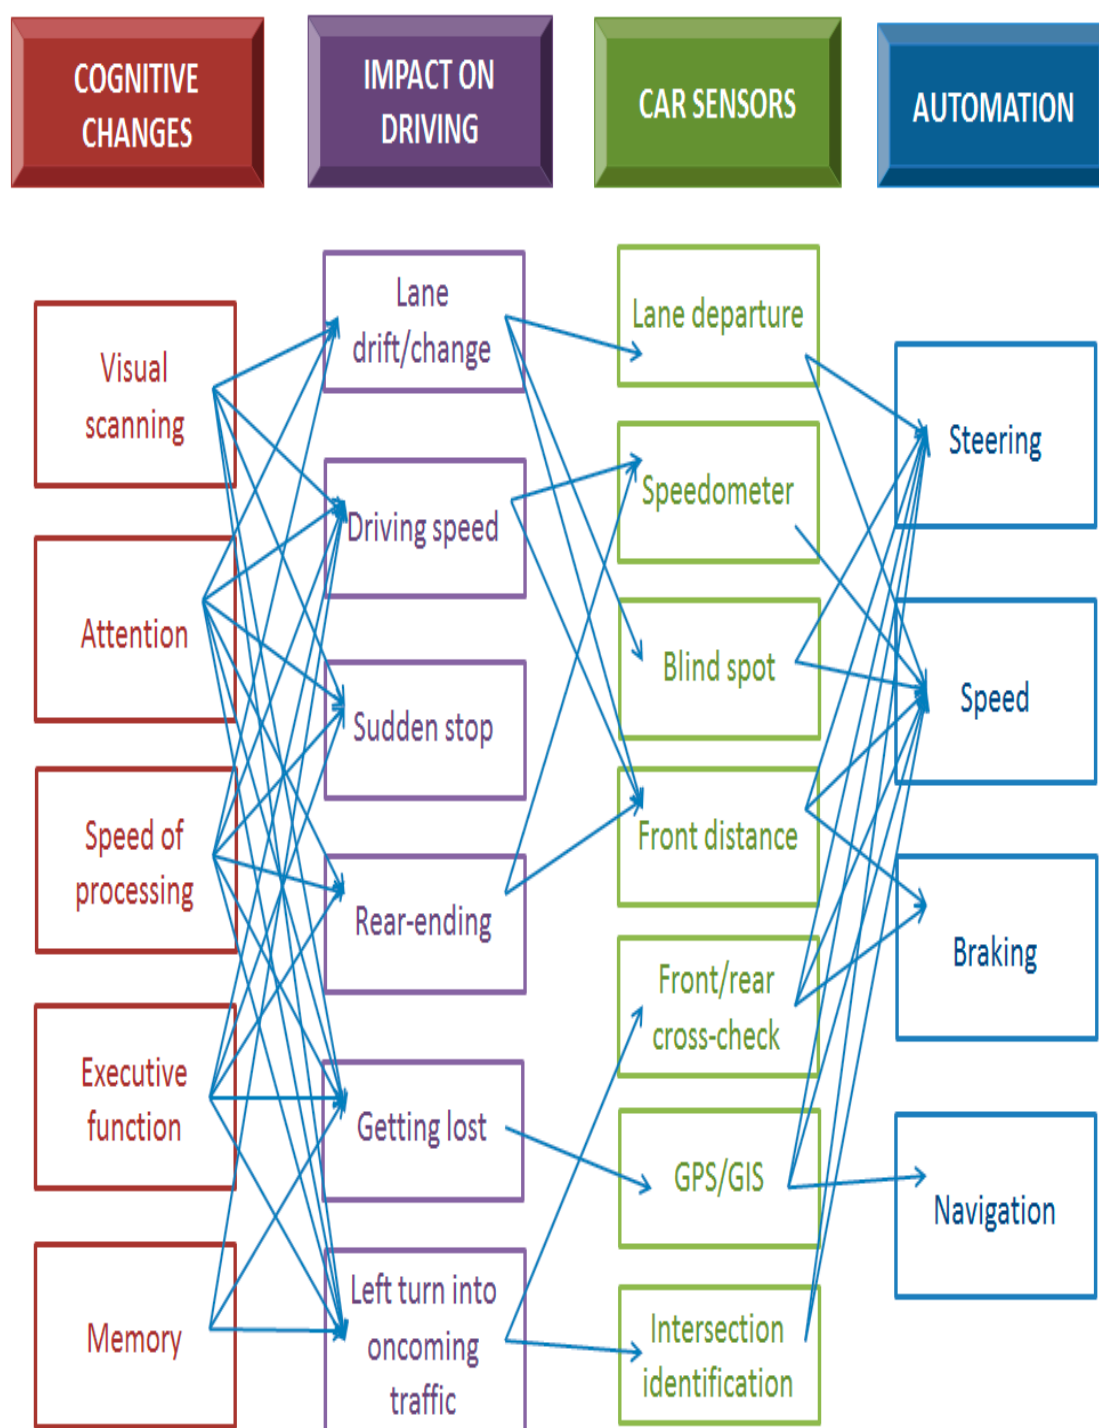 COGNITIVE
CHANGES
IMPACT ON
DRIVING
CAR SENSORS
AUTOMATION
Visual
scanning
Attention
Speed of
processing
Executive
function
Memory
Lane
drift/change
Driving speed
Sudden stop
Rear-ending
Getting lost
Left turn into
oncoming
traffic
Lane departure
Speedometer
Blind spot
Front distance
Front/rear
cross-check
GPS/GIS
Intersection
identification
Steering
Speed
Braking
Navigation